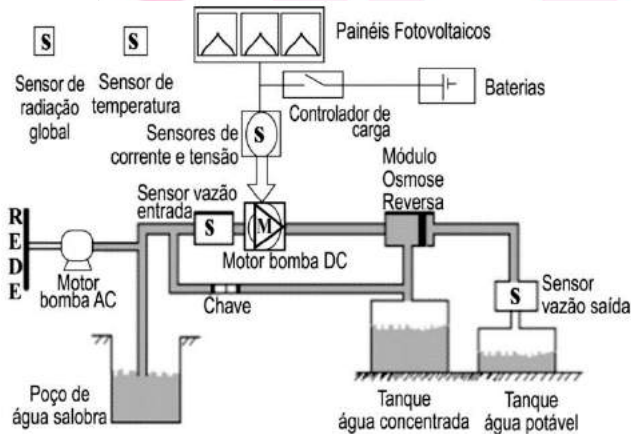 Painéis Fotovoltaicos
S
S
Sensor de
radiação
global
Sensor de
temperatura
Controlador de
carga
Baterias
Sensores de
corrente e tensão
S
Módulo
Osmose
Reversa
Sensor vazão
entrada
S
M
Motor bomba DC
REDE
Motor
bomba AC
Chave
S
Sensor
vazão saída
Poço de
água salobra
Tanque
água concentrada
Tanque
água potável